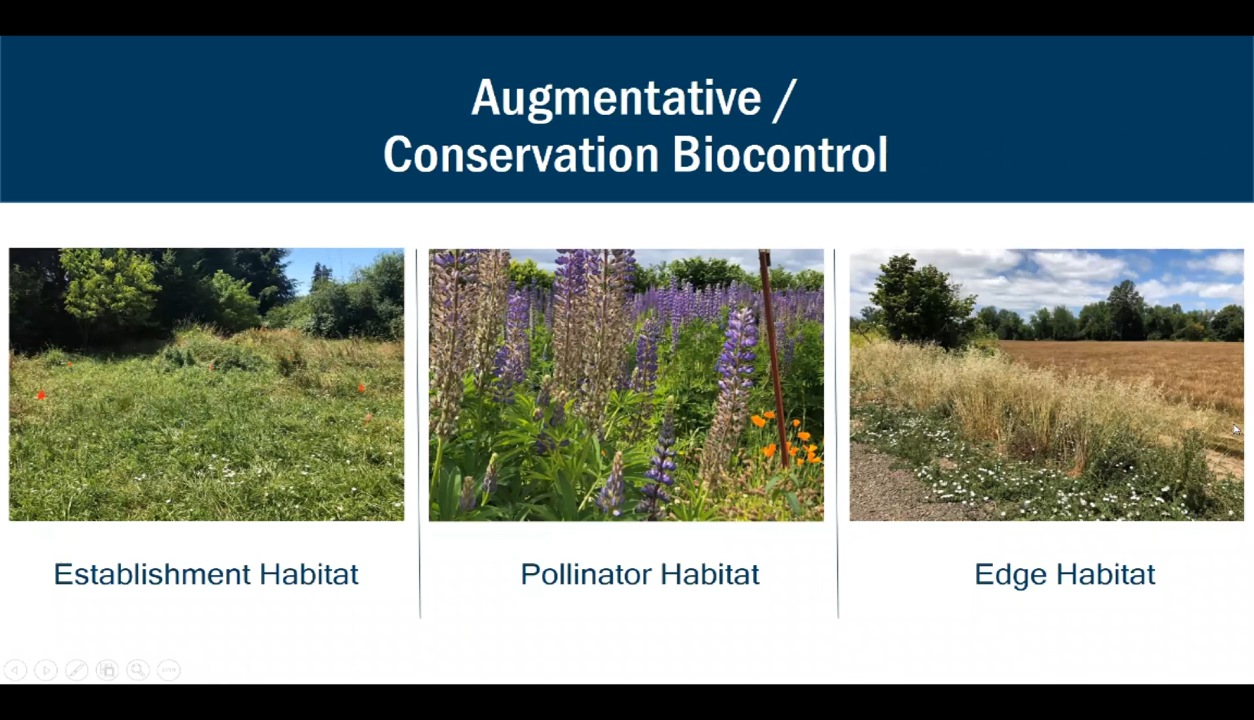 Augmentative /
Conservation Biocontrol
Establishment Habitat
Pollinator Habitat
Edge Habitat